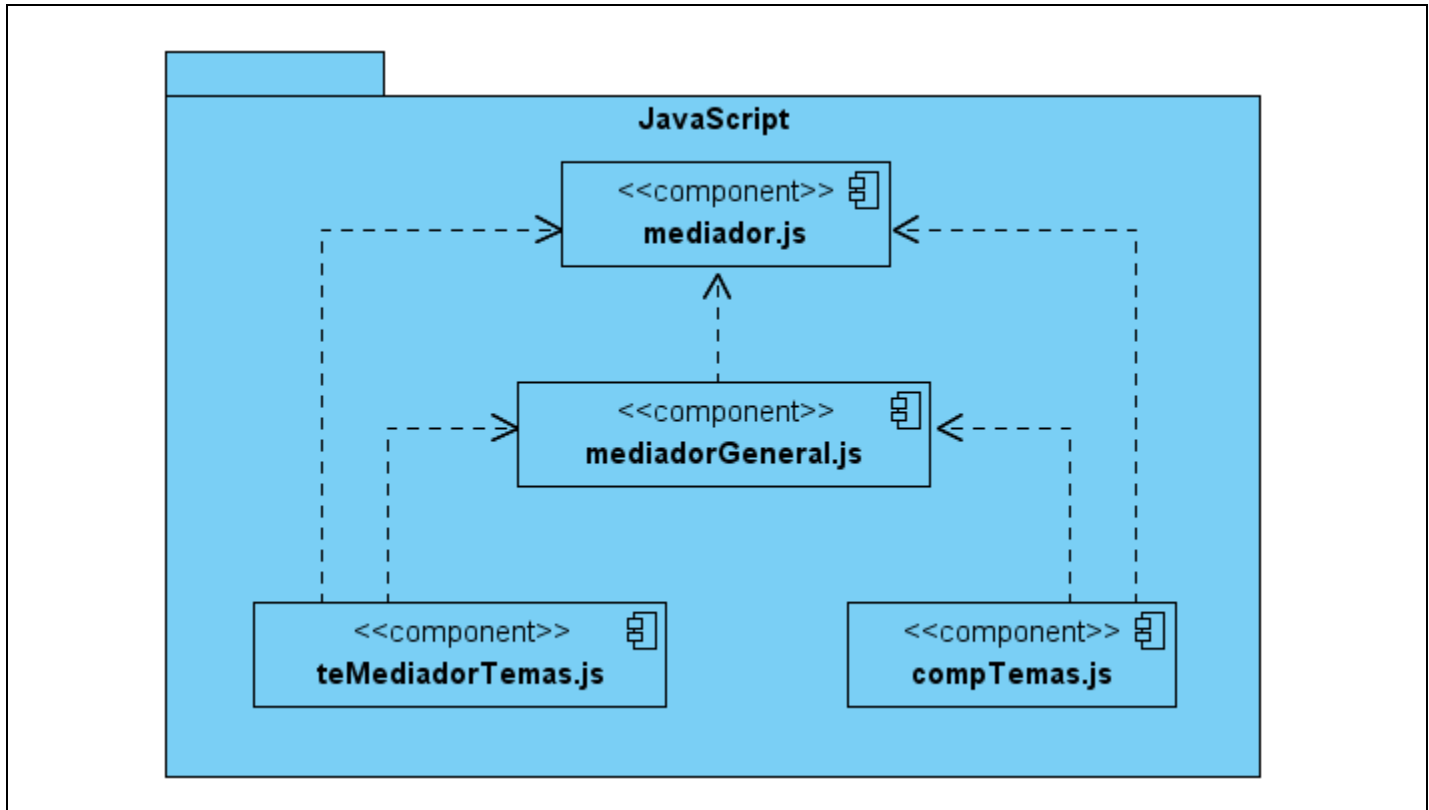 JavaScript
<<component>>
mediador.js
<<component>>
mediadorGeneral.js
<<component>>
teMediadorTemas.js
<<component>>
compTemas.js